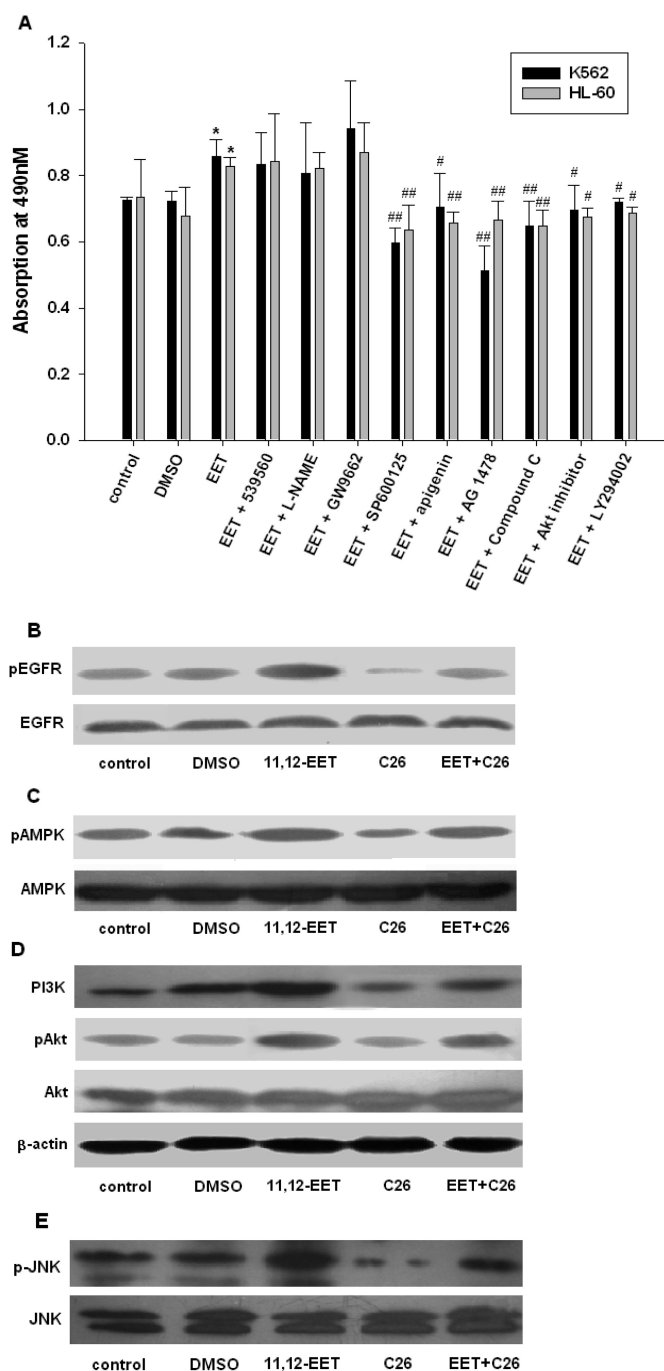 A
Absorption at 490nM
1.2
1.0
0.8
0.6
0.4
0.2
0.0
K562
HL-60
* * # ## ## ## # ## ## ## ## ## # # # #
control
DMSO
EET
EET + 539560
EET + L-NAME
EET + GW9662
EET + SP600125
EET + apigenin
EET + AG 1478
EET + Compound C
EET + Akt inhibitor
EET + LY294002
B
pEGFR
EGFR
control DMSO 11,12-EET C26 EET+C26
C
pAMPK
AMPK
control DMSO 11,12-EET C26 EET+C26
D
PI3K
pAkt
Akt
β-actin
control DMSO 11,12-EET C26 EET+C26
E
p-JNK
JNK
control DMSO 11,12-EET C26 EET+C26